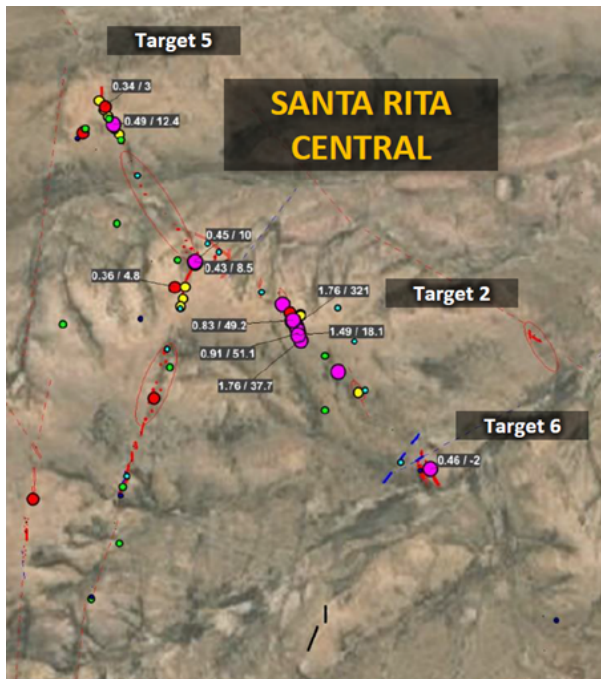 Target 5
0.34 / 3
SANTA RITA
CENTRAL
0.49 / 12.4
0.45 / 10
0.43 / 8.5
0.36 / 4.8
1.76 / 321
Target 2
0.83 / 49.2
1.49 / 18.1
0.91 / 51.1
1.76 / 37.7
Target 6
0.46 / -2